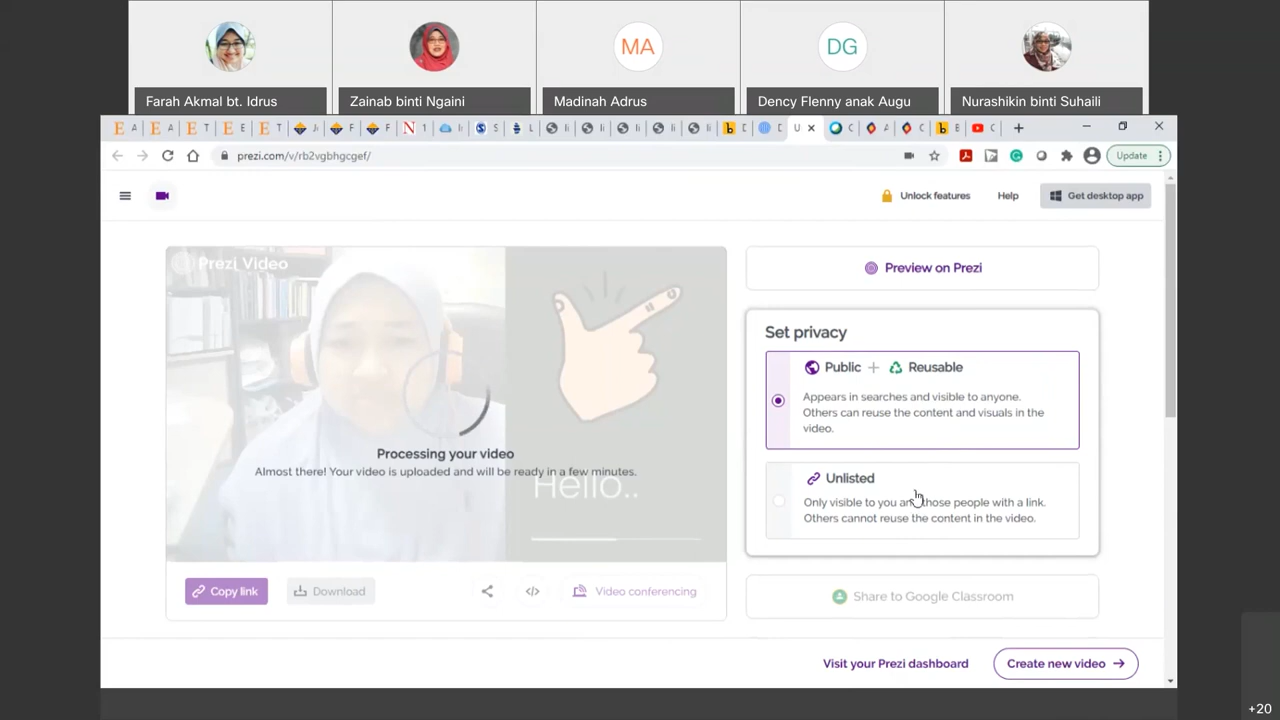 MA
DG
Farah Akmal bt. Idrus
Zainab binti Ngaini
Madinah Adrus
Dency Flenny anak Augu
Nurashikin binti Suhaili
prezi.com/v/rb2vgbhgcgef/
Update
Unlock features
Help
Get desktop app
Prezi Video
Hello..
Processing your video
Almost there! Your video is uploaded and will be ready in a few minutes.
Copy link
Download
Video conferencing
Preview on Prezi
Set privacy
Public + Reusable
Appears in searches and visible to anyone.
Others can reuse the content and visuals in the
video.
Unlisted
Only visible to you and those people with a link.
Others cannot reuse the content in the video.
Share to Google Classroom
Visit your Prezi dashboard
Create new video
+20